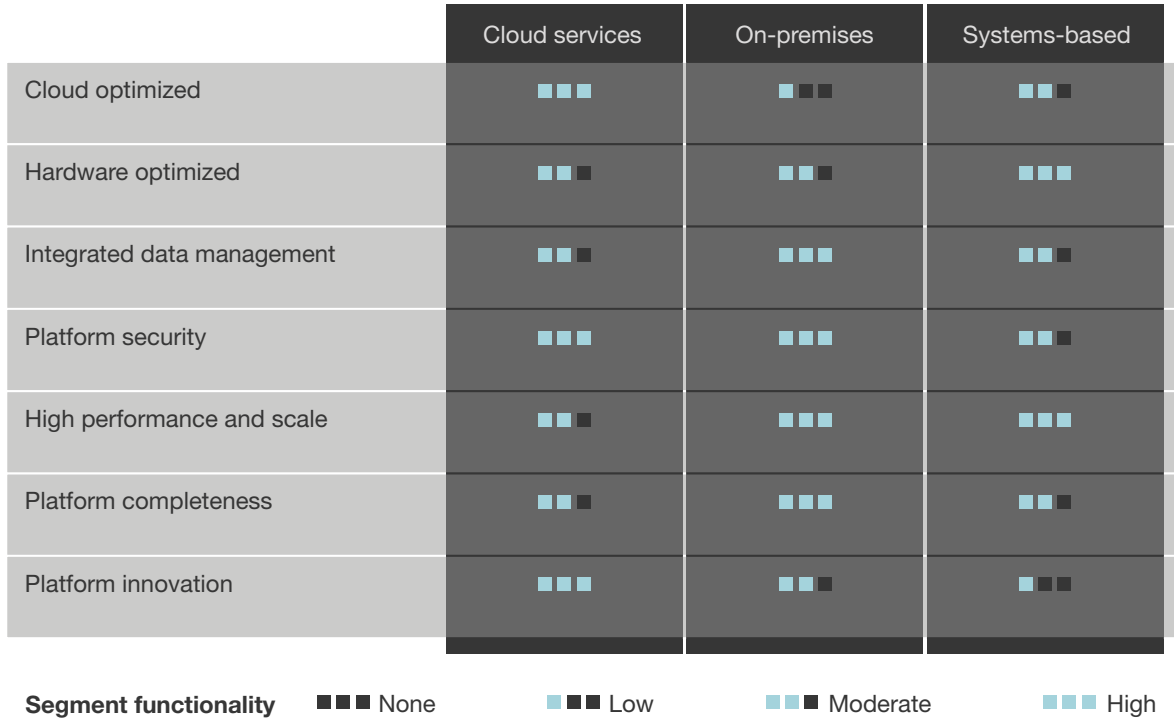 Cloud services On-premises Systems-based
Cloud optimized
Hardware optimized
Integrated data management
Platform security
High performance and scale
Platform completeness
Platform innovation
Segment functionality None Low Moderate High